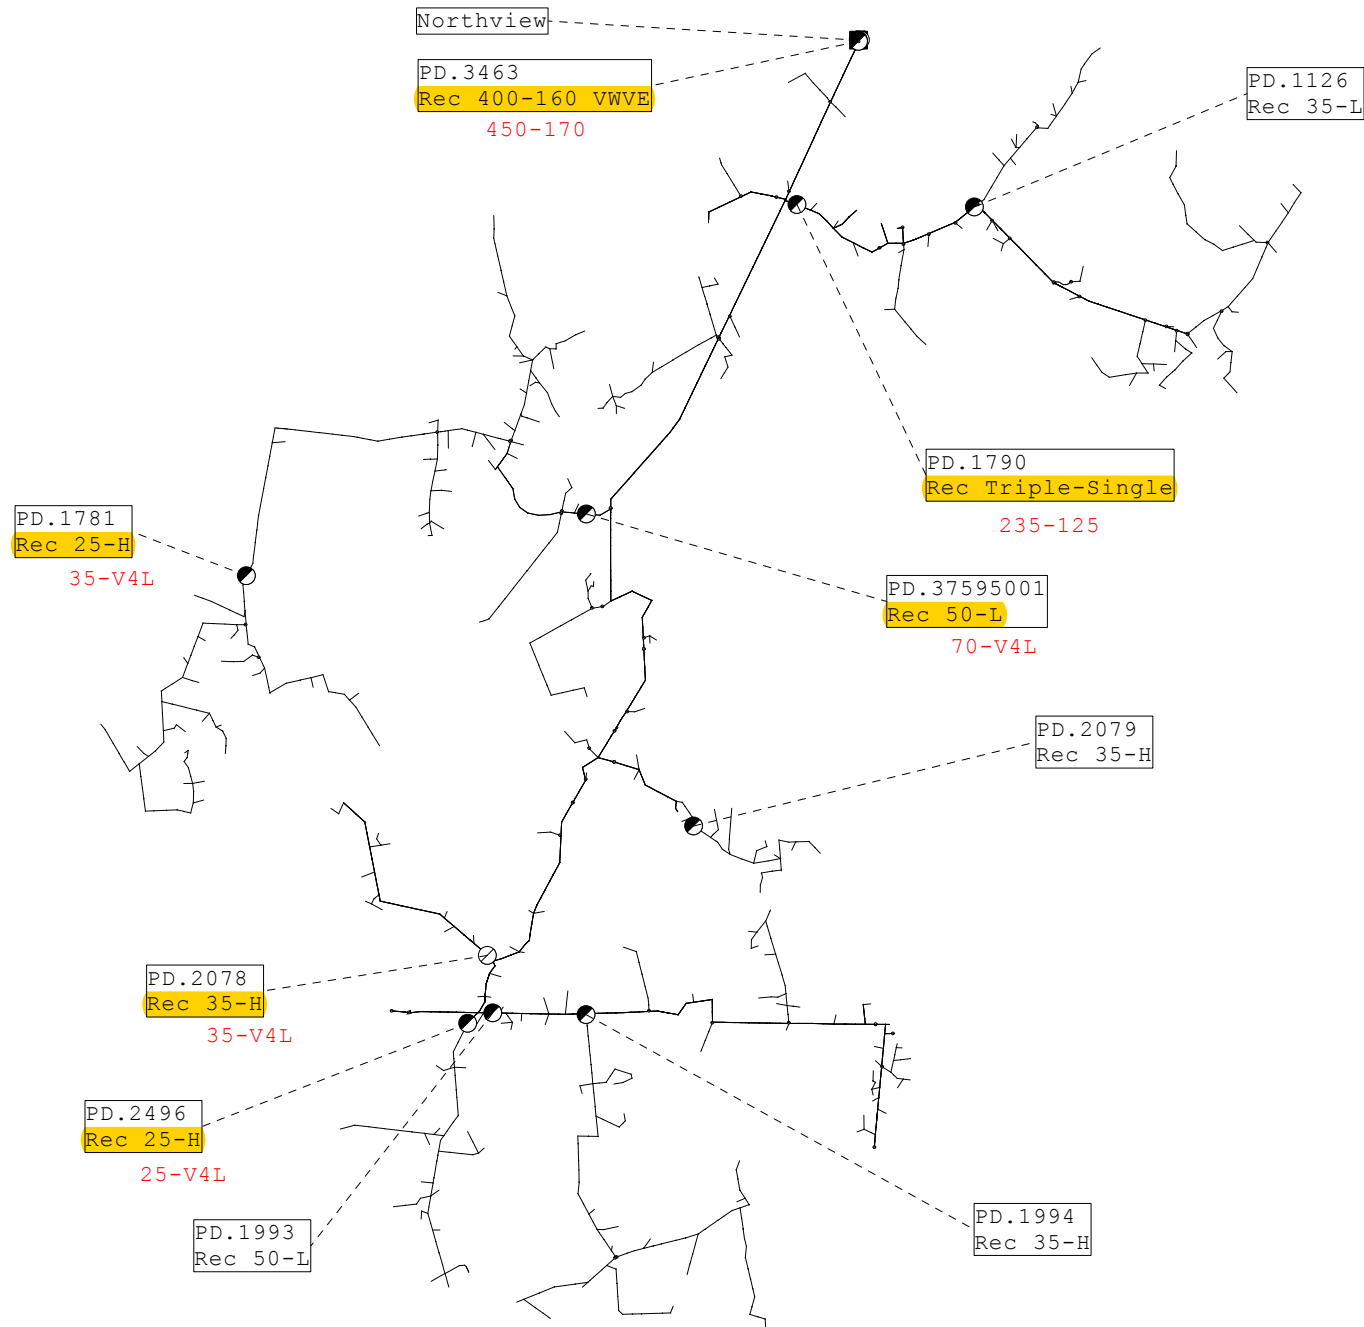 Northview
PD.3463
Rec 400-160 VWVE
450-170
PD.1126
Rec 35-L
PD.1790
Rec Triple-Single
235-125
PD.1781
Rec 25-H
35-V4L
PD.37595001
Rec 50-L
70-V4L
PD.2079
Rec 35-H
PD.2078
Rec 35-H
35-V4L
PD.2496
Rec 25-H
25-V4L
PD.1993
Rec 50-L
PD.1994
Rec 35-H